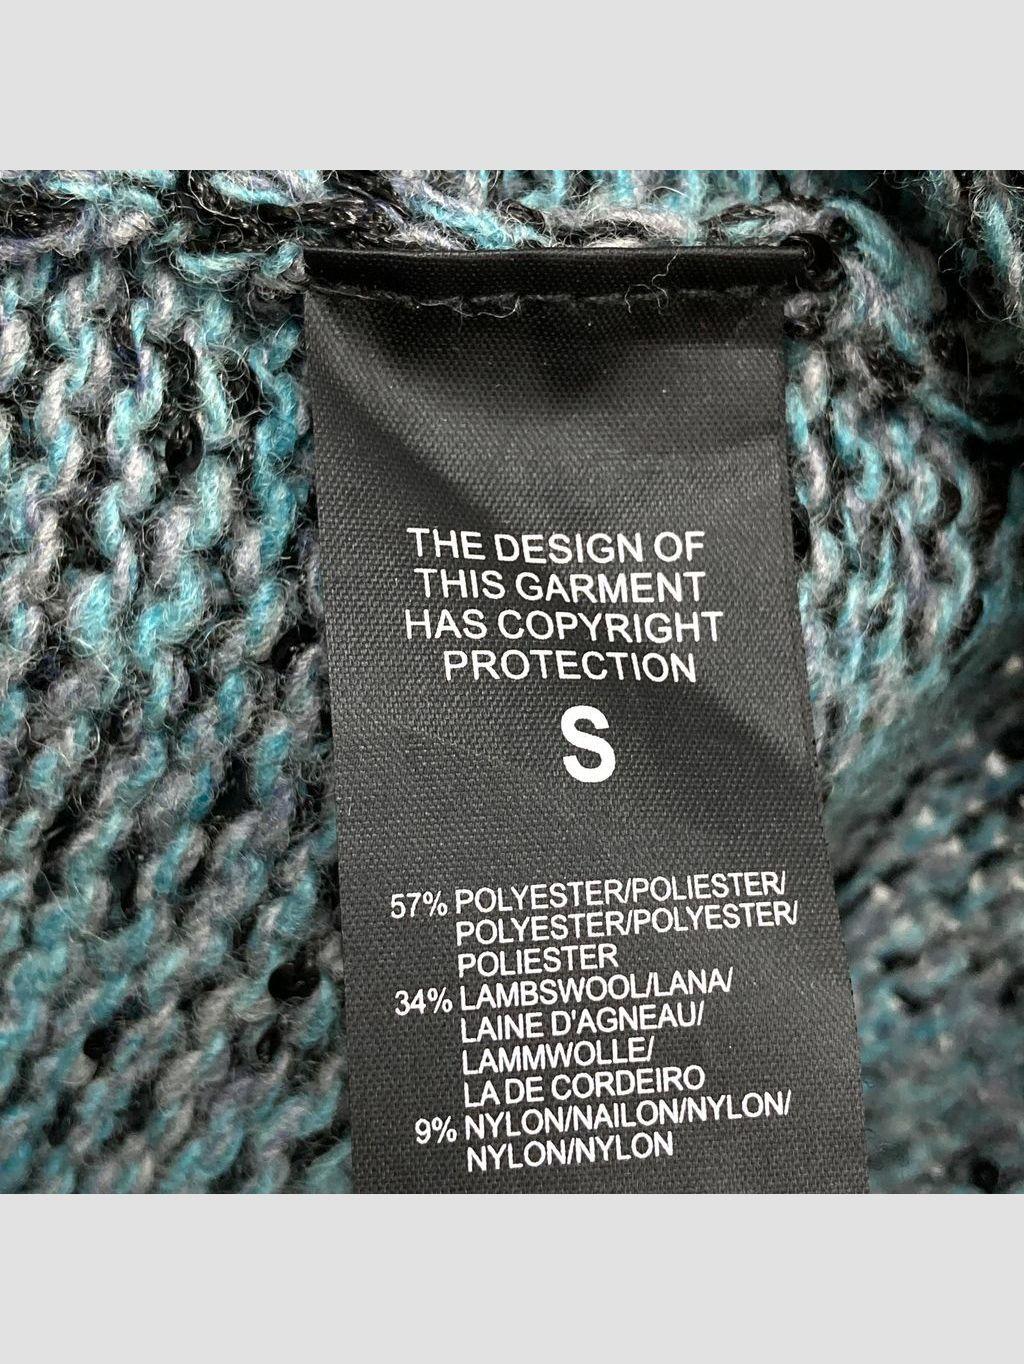 THE DESIGN OF
THIS GARMENT
HAS COPYRIGHT
PROTECTION
S
57% POLYESTER/POLIESTER/
POLYESTER/POLYESTER/
POLIESTER
34% LAMBSWOOL/LANA/
LAINE D'AGNEAU/
LAMMWOLLE/
LA DE CORDEIRO
9% NYLON/NAILON/NYLON/
NYLON/NYLON